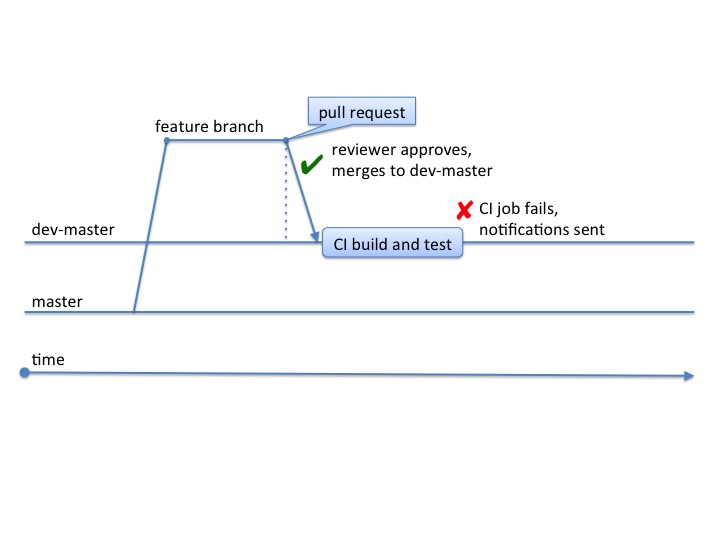 pull request
feature branch
reviewer approves,
merges to dev-master
CI job fails,
notifications sent
dev-master
CI build and test
master
time